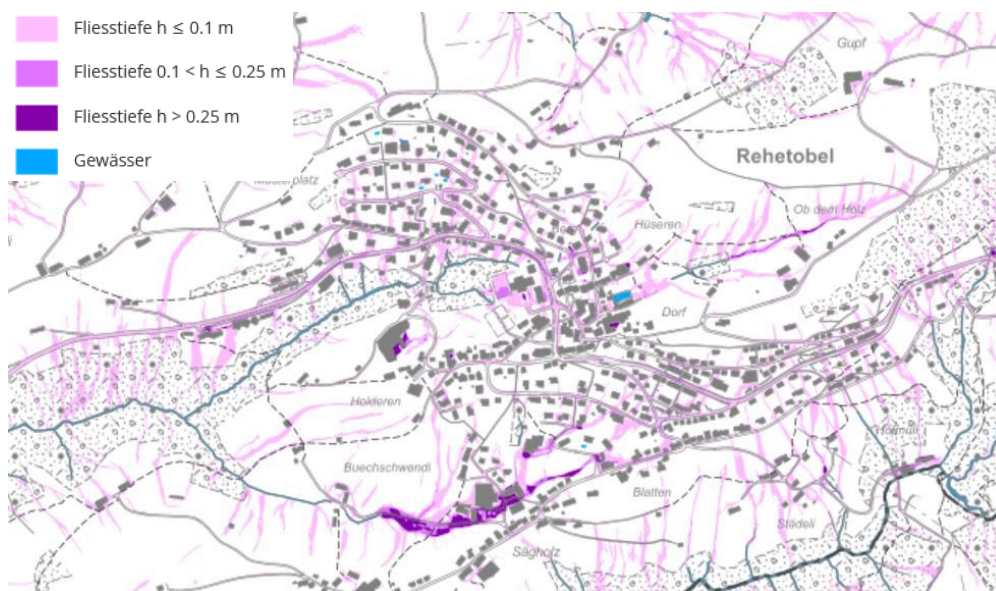 Fliesstiefe h ≤ 0.1 m
Fliesstiefe 0.1 < h ≤ 0.25 m
Fliesstiefe h > 0.25 m
Gewässer
Gupf
Rehetobel
Ob dem Holz
Hüseren
Dorf
Holderen
Buechschwendi
Blatten
Städeli
Sägholz